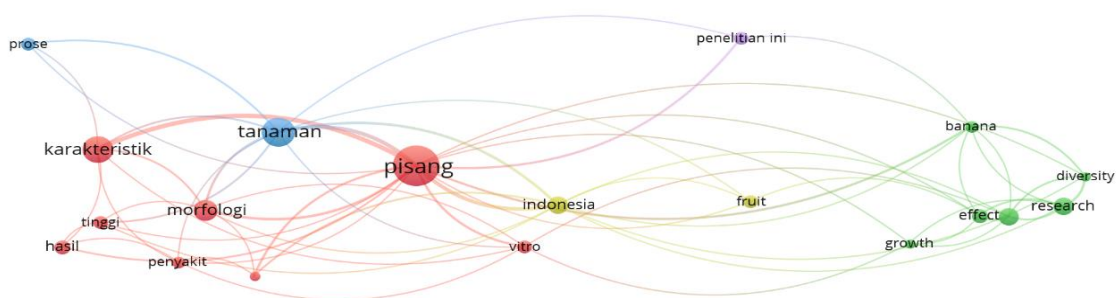 prose
penelitian ini
tanaman
banana
karakteristik
pisang
diversity
fruit
indonesia
research
morfologi
effect
tinggi
growth
hasil
vitro
penyakit